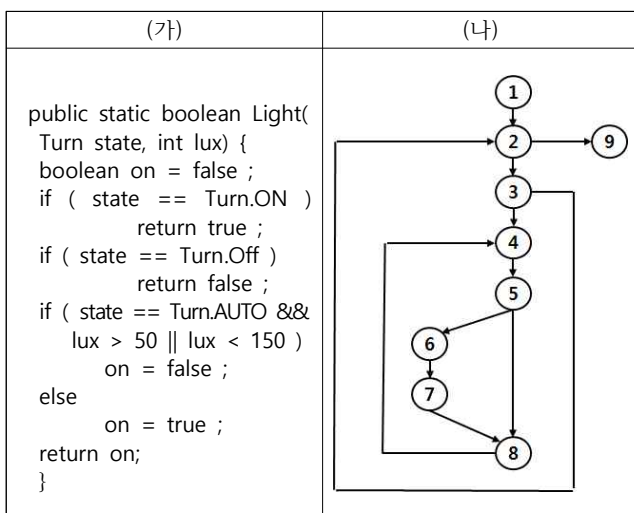 (가)
(나)
public static boolean Light(
Turn state, int lux) {
boolean on = false ;
if ( state == Turn.ON )
return true ;
if ( state == Turn.Off )
return false ;
if ( state == Turn.AUTO &&
lux > 50 || lux < 150 )
on = false ;
else
on = true ;
return on;
}
1
2
9
3
4
5
6
7
8